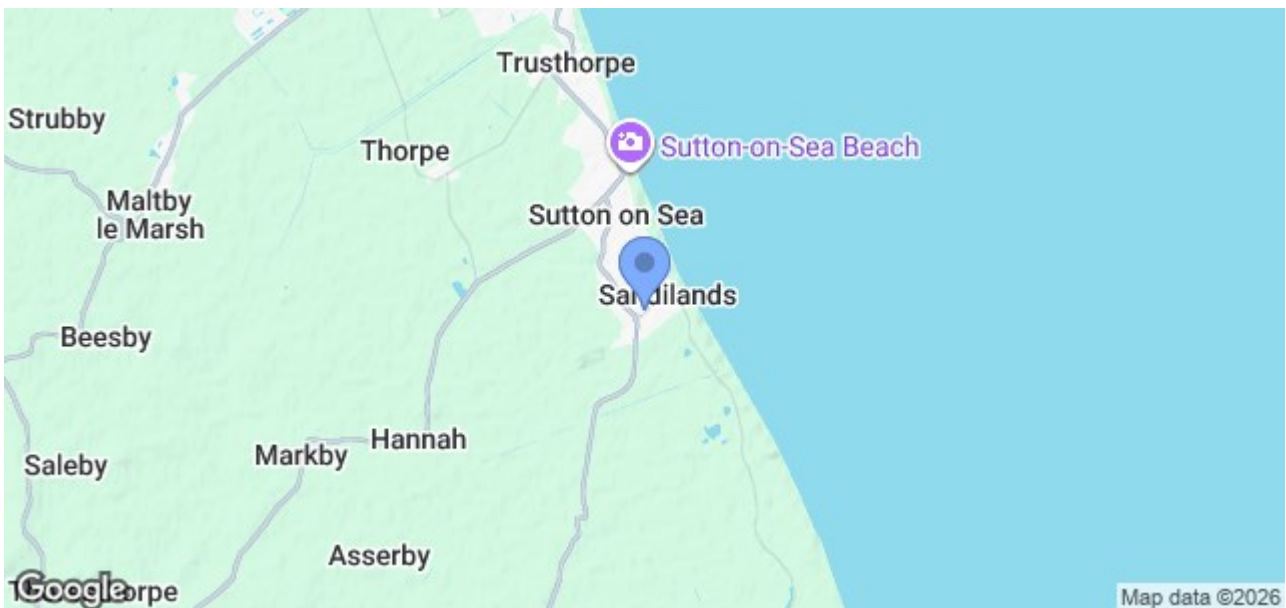 Trusthorpe
Strubby
Sutton-on-Sea Beach
Thorpe
Maltby
le Marsh
Sutton on Sea
Sandilands
Beesby
Hannah
Markby
Saleby
Asserby
Google
Map data ©2026